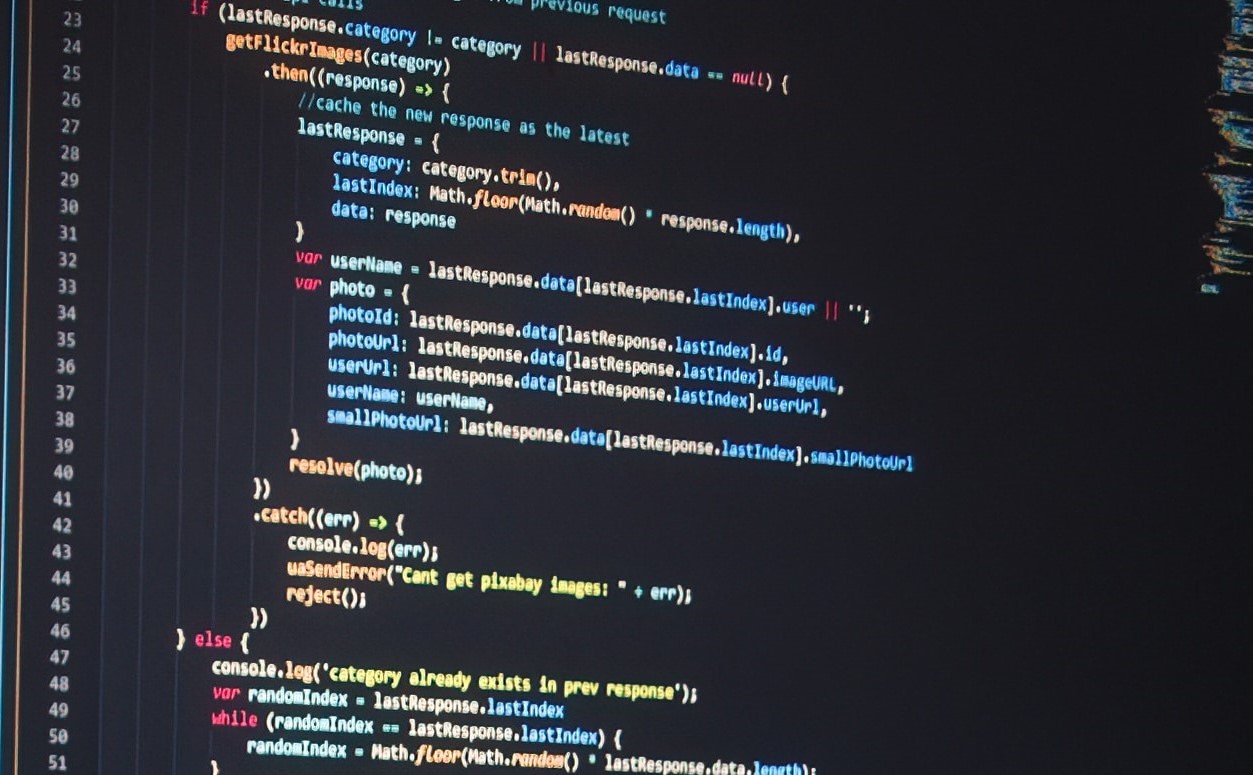 calls from previous request
23 if (lastResponse.category != category || lastResponse.data == null) {
24 getFlickrImages(category)
25 .then((response) => {
26 //cache the new response as the latest
27 lastResponse = {
28 category: category.trim(),
29 lastIndex: Math.floor(Math.random() * response.length),
30 data: response
31 }
32 var userName = lastResponse.data[lastResponse.lastIndex].user || '';
33 var photo = {
34 photoId: lastResponse.data[lastResponse.lastIndex].id,
35 photoUrl: lastResponse.data[lastResponse.lastIndex].imageURL,
36 userUrl: lastResponse.data[lastResponse.lastIndex].userUrl,
37 userName: userName,
38 smallPhotoUrl: lastResponse.data[lastResponse.lastIndex].smallPhotoUrl
39 }
40 resolve(photo);
41 })
42 .catch((err) => {
43 console.log(err);
44 uaSendError("Cant get pixabay images: " + err);
45 reject();
46 })
47 } else {
48 console.log('category already exists in prev response');
49 var randomIndex = lastResponse.lastIndex
50 while (randomIndex == lastResponse.lastIndex) {
51 randomIndex = Math.floor(Math.random() * lastResponse.data.length);
}